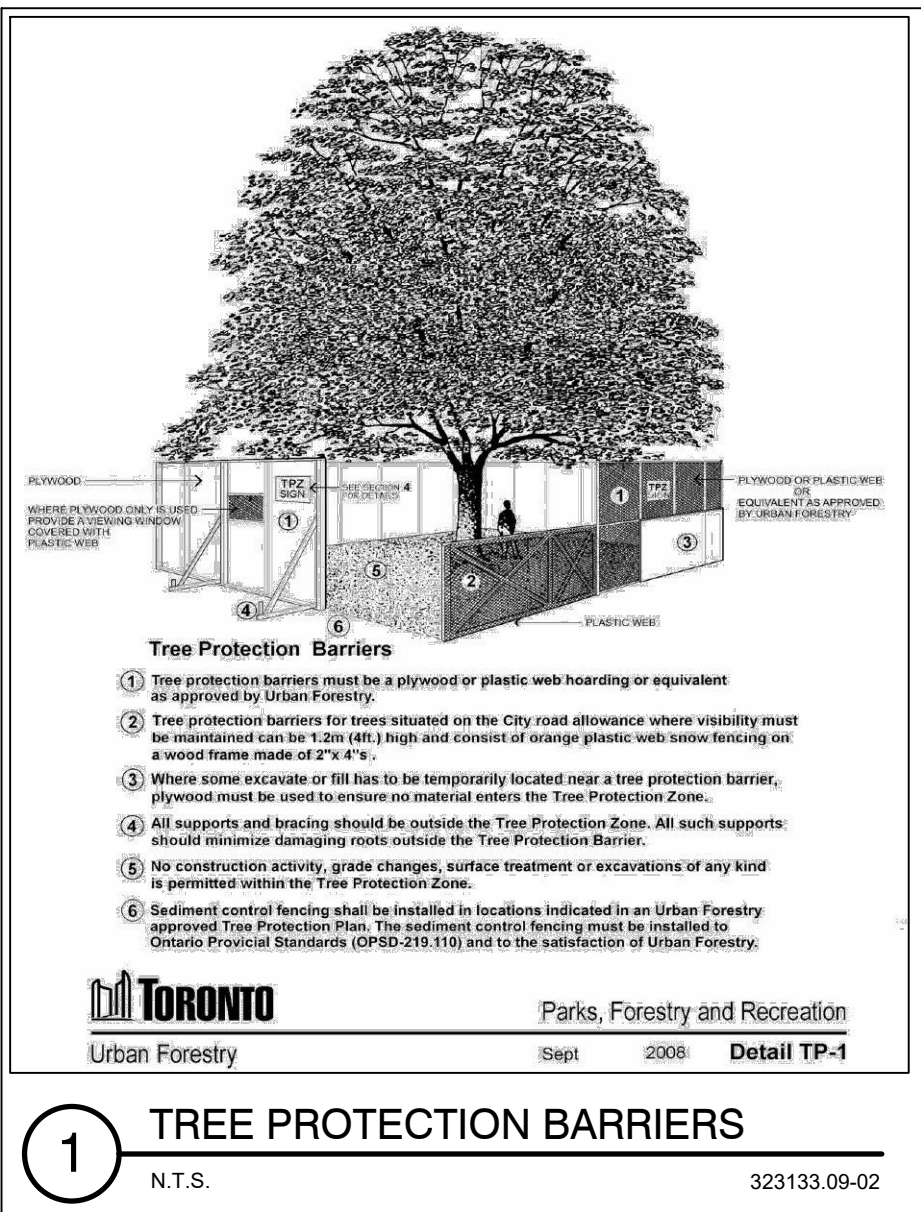 PLYWOOD
WHERE PLYWOOD ONLY IS USED
PROVIDE A VIEWING WINDOW
COVERED WITH
PLASTIC WEB
TPZ
SIGN
SEE SECTION 4
FOR DETAILS
1
5
4
6
2
1
TPZ
SIGN
3
PLYWOOD OR PLASTIC WEB
OR
EQUIVALENT AS APPROVED
BY URBAN FORESTRY
PLASTIC WEB
Tree Protection Barriers
1 Tree protection barriers must be a plywood or plastic web hoarding or equivalent
as approved by Urban Forestry.
2 Tree protection barriers for trees situated on the City road allowance where visibility must
be maintained can be 1.2m (4ft.) high and consist of orange plastic web snow fencing on
a wood frame made of 2"x 4"s .
3 Where some excavate or fill has to be temporarily located near a tree protection barrier,
plywood must be used to ensure no material enters the Tree Protection Zone.
4 All supports and bracing should be outside the Tree Protection Zone. All such supports
should minimize damaging roots outside the Tree Protection Barrier.
5 No construction activity, grade changes, surface treatment or excavations of any kind
is permitted within the Tree Protection Zone.
6 Sediment control fencing shall be installed in locations indicated in an Urban Forestry
approved Tree Protection Plan. The sediment control fencing must be installed to
Ontario Provicial Standards (OPSD-219.110) and to the satisfaction of Urban Forestry.
TORONTO
Parks, Forestry and Recreation
Urban Forestry
Sept 2008 Detail TP-1
1 TREE PROTECTION BARRIERS
N.T.S. 323133.09-02